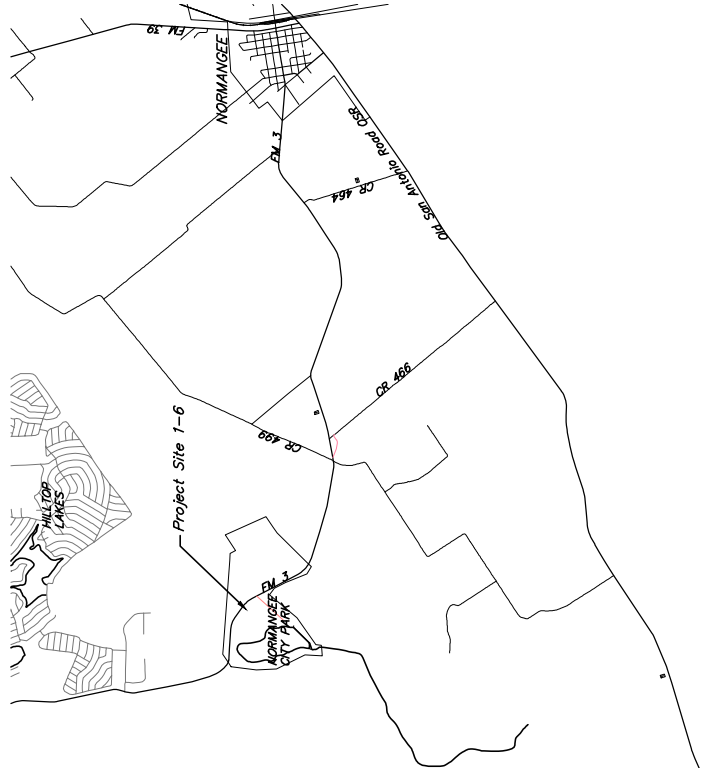 FM 39
NORMANGEE
FM 3
Old San Antonio Road OSR
CR 464
CR 466
CR 499
Project Site 1-6
HILLTOP
LAKES
FM 3
NORMANGEE
CITY PARK